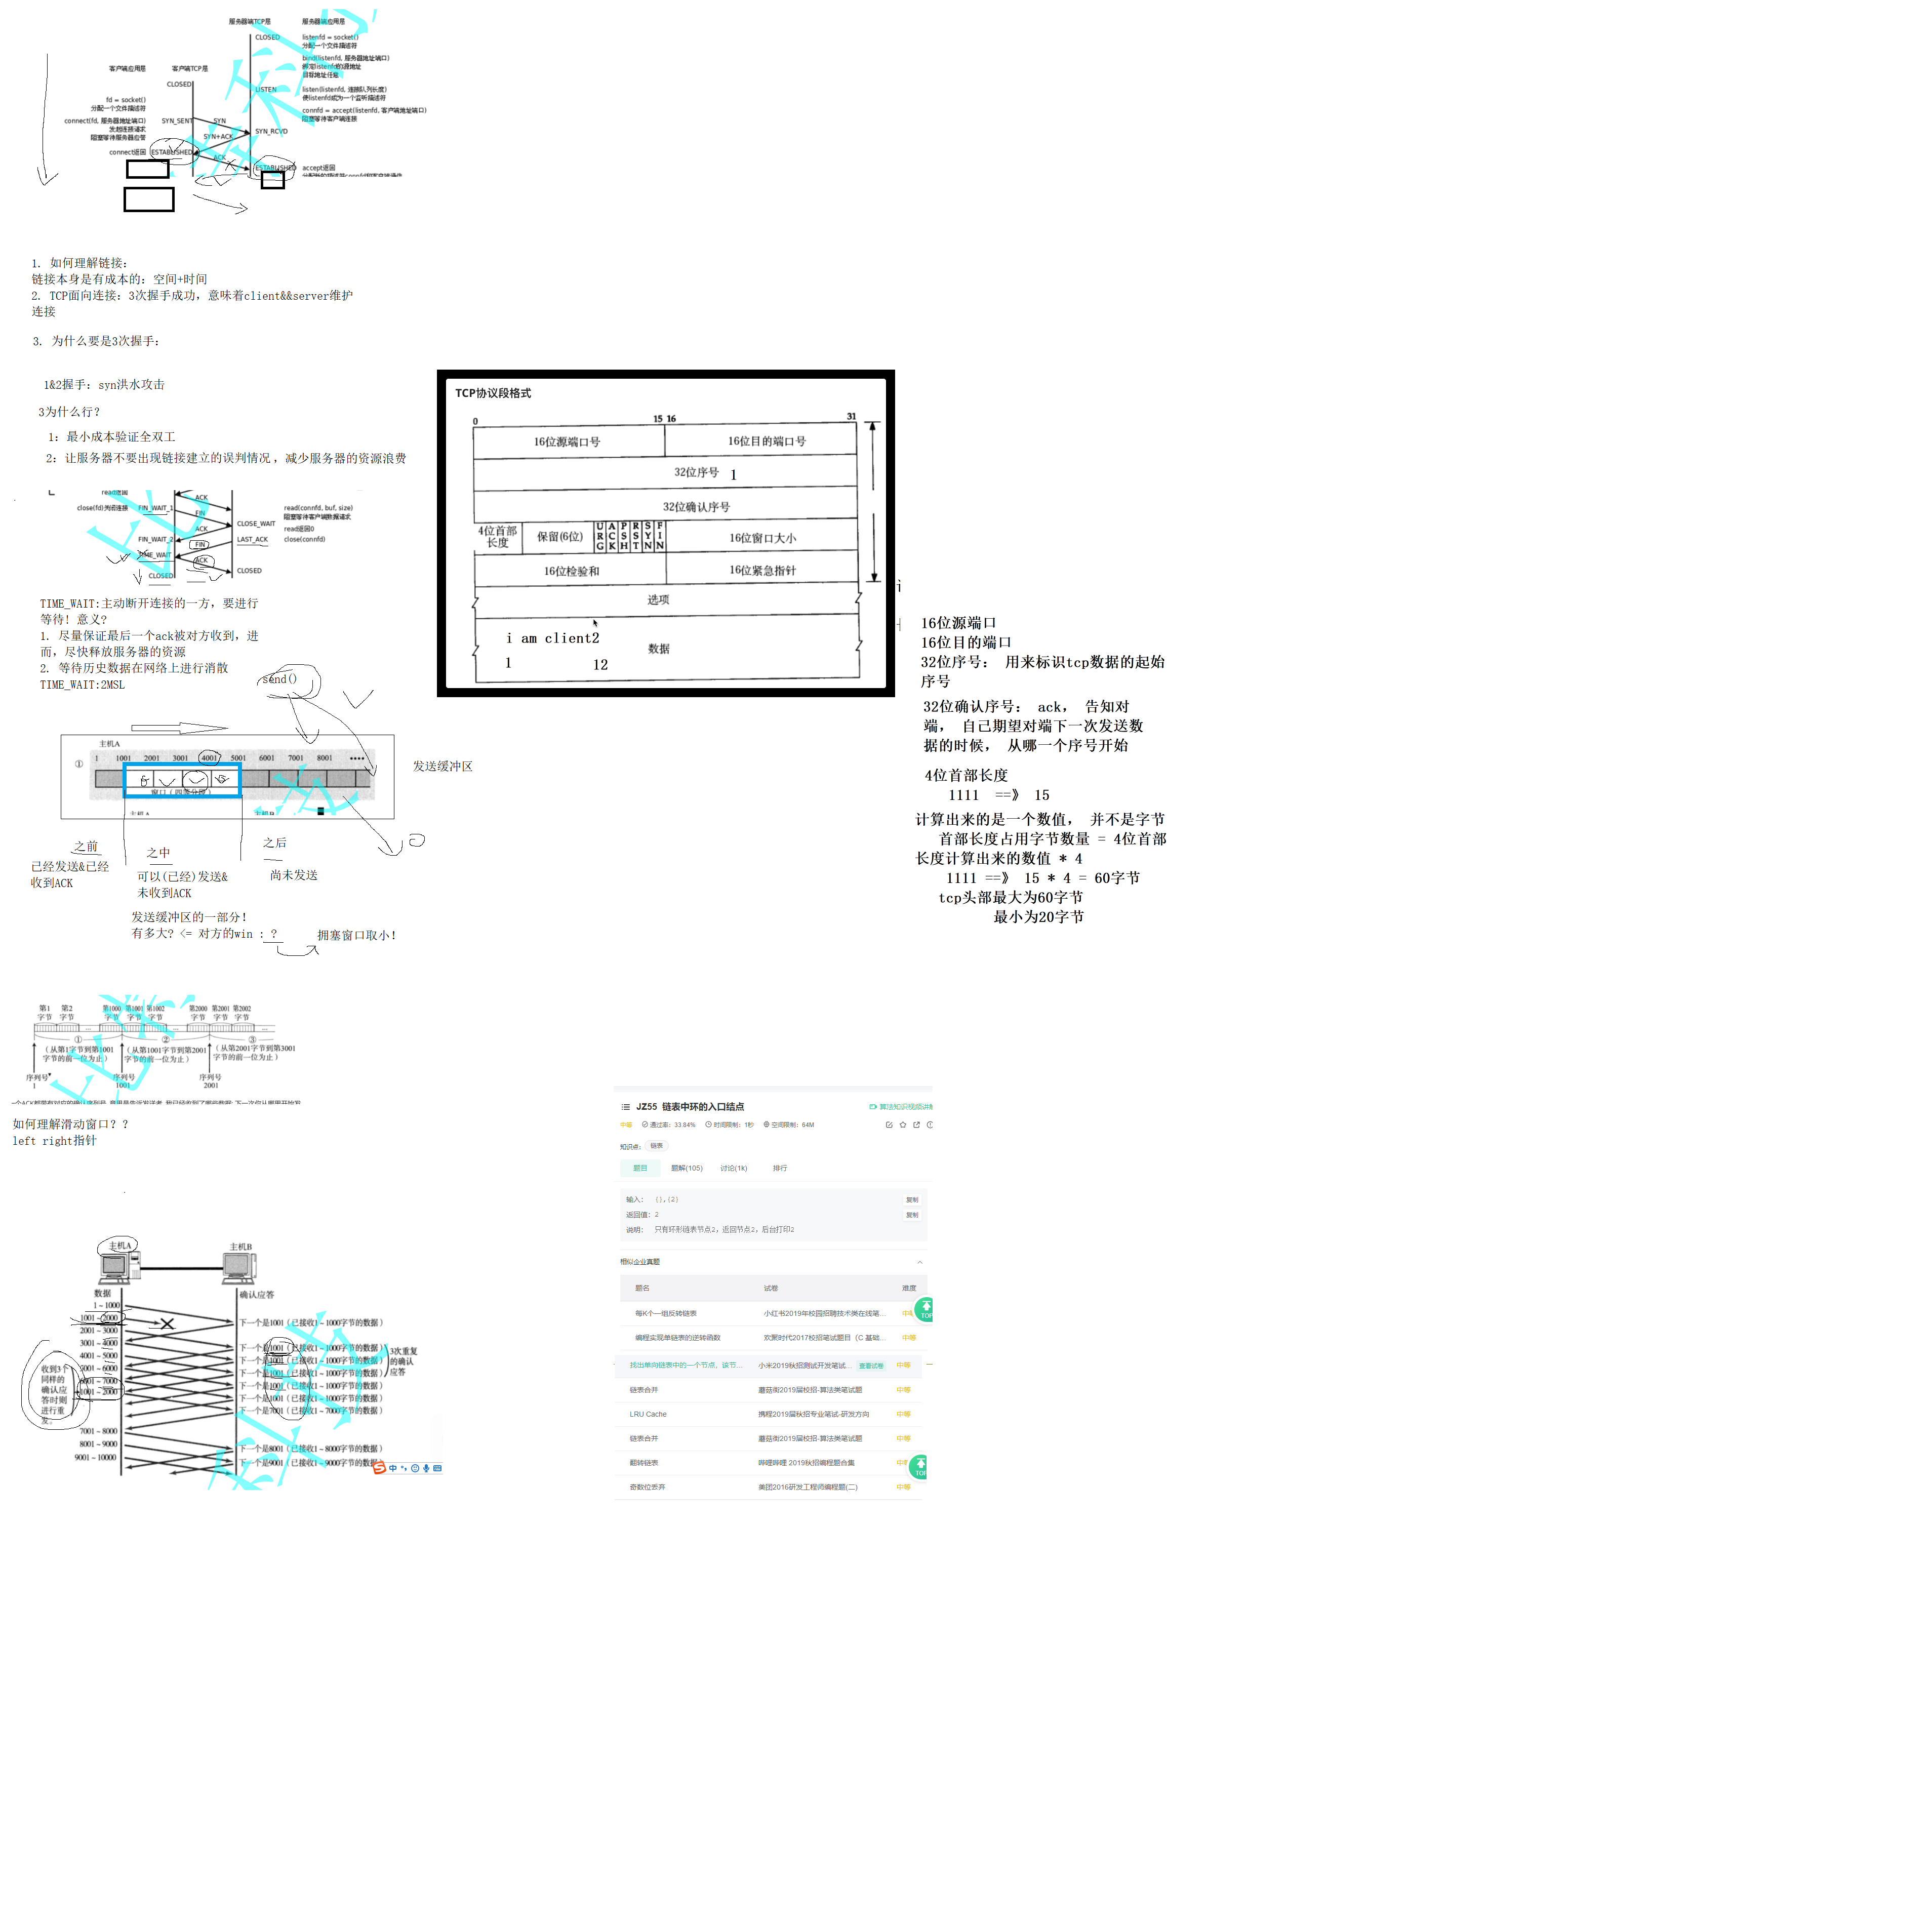 服务器端TCP层 服务器端应用层
CLOSED
listenfd = socket()
分配一个文件描述符
bind(listenfd, 服务器地址端口)
目标地址任意
LISTEN
listen(listenfd, 连接队列长度)
使listenfd成为一个监听描述符
connfd = accept(listenfd, 客户端地址端口)
阻塞等待客户端连接
客户端应用层 客户端TCP层
CLOSED
fd = socket()
分配一个文件描述符
connect(fd, 服务器地址端口)
发起连接请求
阻塞等待服务器应答
SYN_SENT
SYN
SYN_RCVD
SYN+ACK
connect返回
ESTABLISHED
ACK
ESTABLISHED
accept返回
1. 如何理解链接:
链接本身是有成本的: 空间+时间
2. TCP面向连接: 3次握手成功, 意味着client&&server维护
连接
3. 为什么要是3次握手:
1&2握手: syn洪水攻击
3为什么行?
1: 最小成本验证全双工
2: 让服务器不要出现链接建立的误判情况, 减少服务器的资源浪费
read返回
ACK
close(fd)关闭连接
FIN_WAIT_1
FIN
read(connfd, buf, size)
阻塞等待客户端数据请求
CLOSE_WAIT
ACK
read返回0
FIN_WAIT_2
FIN
LAST_ACK
close(connfd)
TIME_WAIT
ACK
CLOSED
CLOSED
TIME_WAIT:主动断开连接的一方, 要进行
等待! 意义?
1. 尽量保证最后一个ack被对方收到, 进
而, 尽快释放服务器的资源
2. 等待历史数据在网络上进行消散
TIME_WAIT:2MSL
send()
主机A
① 1 1001 2001 3001 4001 5001 6001 7001 8001 ••••
窗口(四个分段)
主机A
主机B
发送缓冲区
之前
已经发送&已经
收到ACK
之中
可以(已经)发送&
未收到ACK
之后
尚未发送
发送缓冲区的一部分!
有多大? <= 对方的win : ?
拥塞窗口取小!
第1 第2 第1000 第1001 第1002 第2000 第2001 第2002
字节 字节 字节 字节 字节 字节 字节 字节
① ② ③
(从第1字节到第1001
字节的前一位为止)
(从第1001字节到第2001
字节的前一位为止)
(从第2001字节到第3001
字节的前一位为止)
序列号 序列号 序列号
1 1001 2001
如何理解滑动窗口??
left right指针
主机A 主机B
数据 确认应答
1~1000
1001~2000
2001~3000
3001~4000
4001~5000
5001~6000
6001~7000
1001~2000
7001~8000
8001~9000
9001~10000
收到3个
同样的
确认应
答时则
进行重
发。
下一个是1001(已接收1~1000字节的数据)
下一个是1001(已接收1~1000字节的数据)
下一个是1001(已接收1~1000字节的数据)
下一个是1001(已接收1~1000字节的数据)
下一个是1001(已接收1~1000字节的数据)
下一个是1001(已接收1~1000字节的数据)
下一个是7001(已接收1~7000字节的数据)
下一个是8001(已接收1~8000字节的数据)
下一个是9001(已接收1~9000字节的数据)
3次重复
的确认
应答
中
TCP协议段格式
0 15 16 31
16位源端口号 16位目的端口号
32位序号 1
32位确认序号
4位首部
长度
保留(6位)
URG ACK PSH RST SYN FIN
16位窗口大小
16位检验和 16位紧急指针
选项
i am client2
数据
1 12
16位源端口
16位目的端口
32位序号: 用来标识tcp数据的起始
序号
32位确认序号: ack, 告知对
端, 自己期望对端下一次发送数
据的时候, 从哪一个序号开始
4位首部长度
1111 ==》 15
计算出来的是一个数值, 并不是字节
首部长度占用字节数量 = 4位首部
长度计算出来的数值 * 4
1111 ==》 15 * 4 = 60字节
tcp头部最大为60字节
最小为20字节
JZ55 链表中环的入口结点
算法知识视频讲解
中等 通过率: 33.84% 时间限制: 1秒 空间限制: 64M
知识点: 链表
题目 题解(105) 讨论(1k) 排行
输入: {},{2}
复制
返回值: 2
复制
说明: 只有环形链表节点2,返回节点2,后台打印2
相似企业真题
题名 试卷 难度
每K个一组反转链表 小红书2019年校园招聘技术类在线笔... 中等
TOP
编程实现单链表的逆转函数 欢聚时代2017校招笔试题目(C 基础... 中等
找出单向链表中的一个节点,该节... 小米2019秋招测试开发笔试... 查看试卷 中等
链表合并 蘑菇街2019届校招-算法类笔试题 中等
LRU Cache 携程2019届秋招专业笔试-研发方向 中等
链表合并 蘑菇街2019届校招-算法类笔试题 中等
翻转链表 哔哩哔哩 2019秋招编程题合集 中等
TOP
奇数位丢弃 美团2016研发工程师编程题(二) 中等